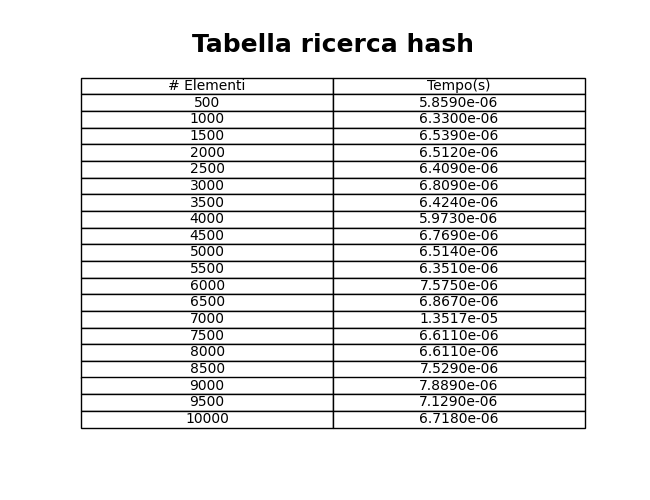 Tabella ricerca hash
# Elementi Tempo(s)
500 5.8590e-06
1000 6.3300e-06
1500 6.5390e-06
2000 6.5120e-06
2500 6.4090e-06
3000 6.8090e-06
3500 6.4240e-06
4000 5.9730e-06
4500 6.7690e-06
5000 6.5140e-06
5500 6.3510e-06
6000 7.5750e-06
6500 6.8670e-06
7000 1.3517e-05
7500 6.6110e-06
8000 6.6110e-06
8500 7.5290e-06
9000 7.8890e-06
9500 7.1290e-06
10000 6.7180e-06